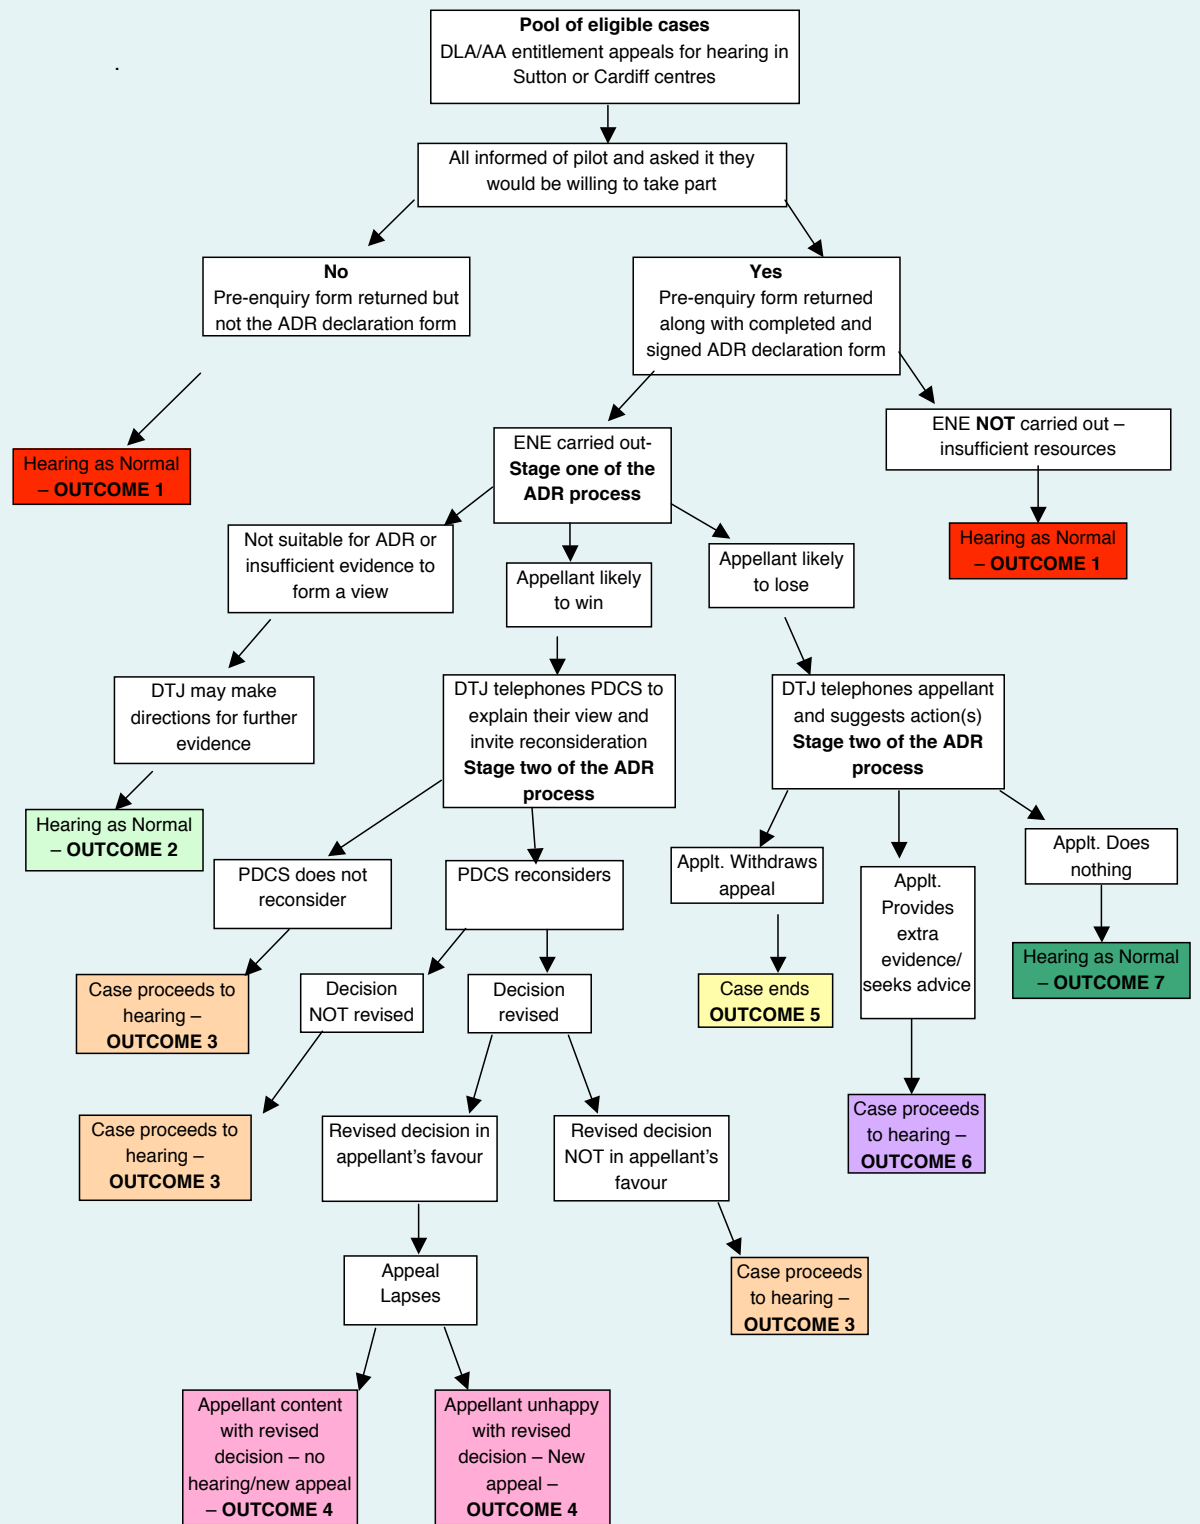 Pool of eligible cases
DLA/AA entitlement appeals for hearing in
Sutton or Cardiff centres
.
All informed of pilot and asked it they
would be willing to take part
No
Pre-enquiry form returned but
not the ADR declaration form
Yes
Pre-enquiry form returned
along with completed and
signed ADR declaration form
Hearing as Normal
– OUTCOME 1
ENE carried out-
Stage one of the
ADR process
ENE NOT carried out –
insufficient resources
Hearing as Normal
– OUTCOME 1
Not suitable for ADR or
insufficient evidence to
form a view
Appellant likely
to win
Appellant likely
to lose
DTJ may make
directions for further
evidence
DTJ telephones PDCS to
explain their view and
invite reconsideration
Stage two of the ADR
process
DTJ telephones appellant
and suggests action(s)
Stage two of the ADR
process
Hearing as Normal
– OUTCOME 2
PDCS does not
reconsider
PDCS reconsiders
Applt. Withdraws
appeal
Applt.
Provides
extra
evidence/
seeks advice
Applt. Does
nothing
Case proceeds to
hearing –
OUTCOME 3
Decision
NOT revised
Decision
revised
Case ends
OUTCOME 5
Hearing as Normal
– OUTCOME 7
Case proceeds to
hearing –
OUTCOME 3
Revised decision in
appellant's favour
Revised decision
NOT in appellant's
favour
Case proceeds
to hearing –
OUTCOME 6
Appeal
Lapses
Case proceeds
to hearing –
OUTCOME 3
Appellant content
with revised
decision – no
hearing/new appeal
– OUTCOME 4
Appellant unhappy
with revised
decision – New
appeal –
OUTCOME 4